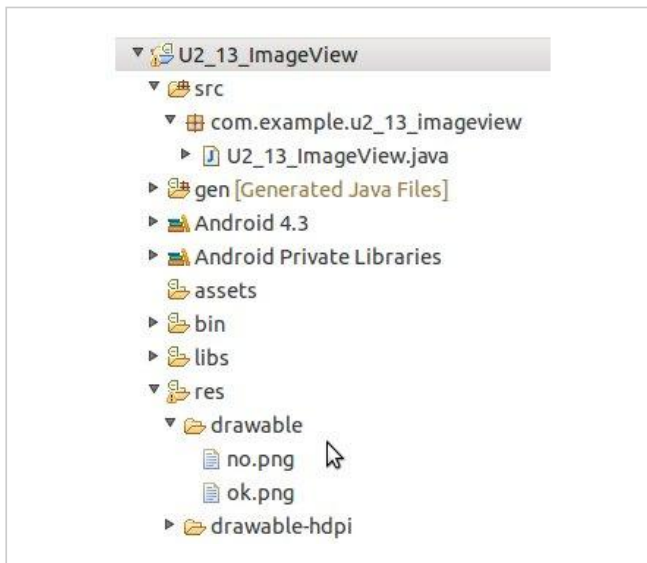 U2_13_ImageView
src
com.example.u2_13_imageview
U2_13_ImageView.java
gen [Generated Java Files]
Android 4.3
Android Private Libraries
assets
bin
libs
res
drawable
no.png
ok.png
drawable-hdpi